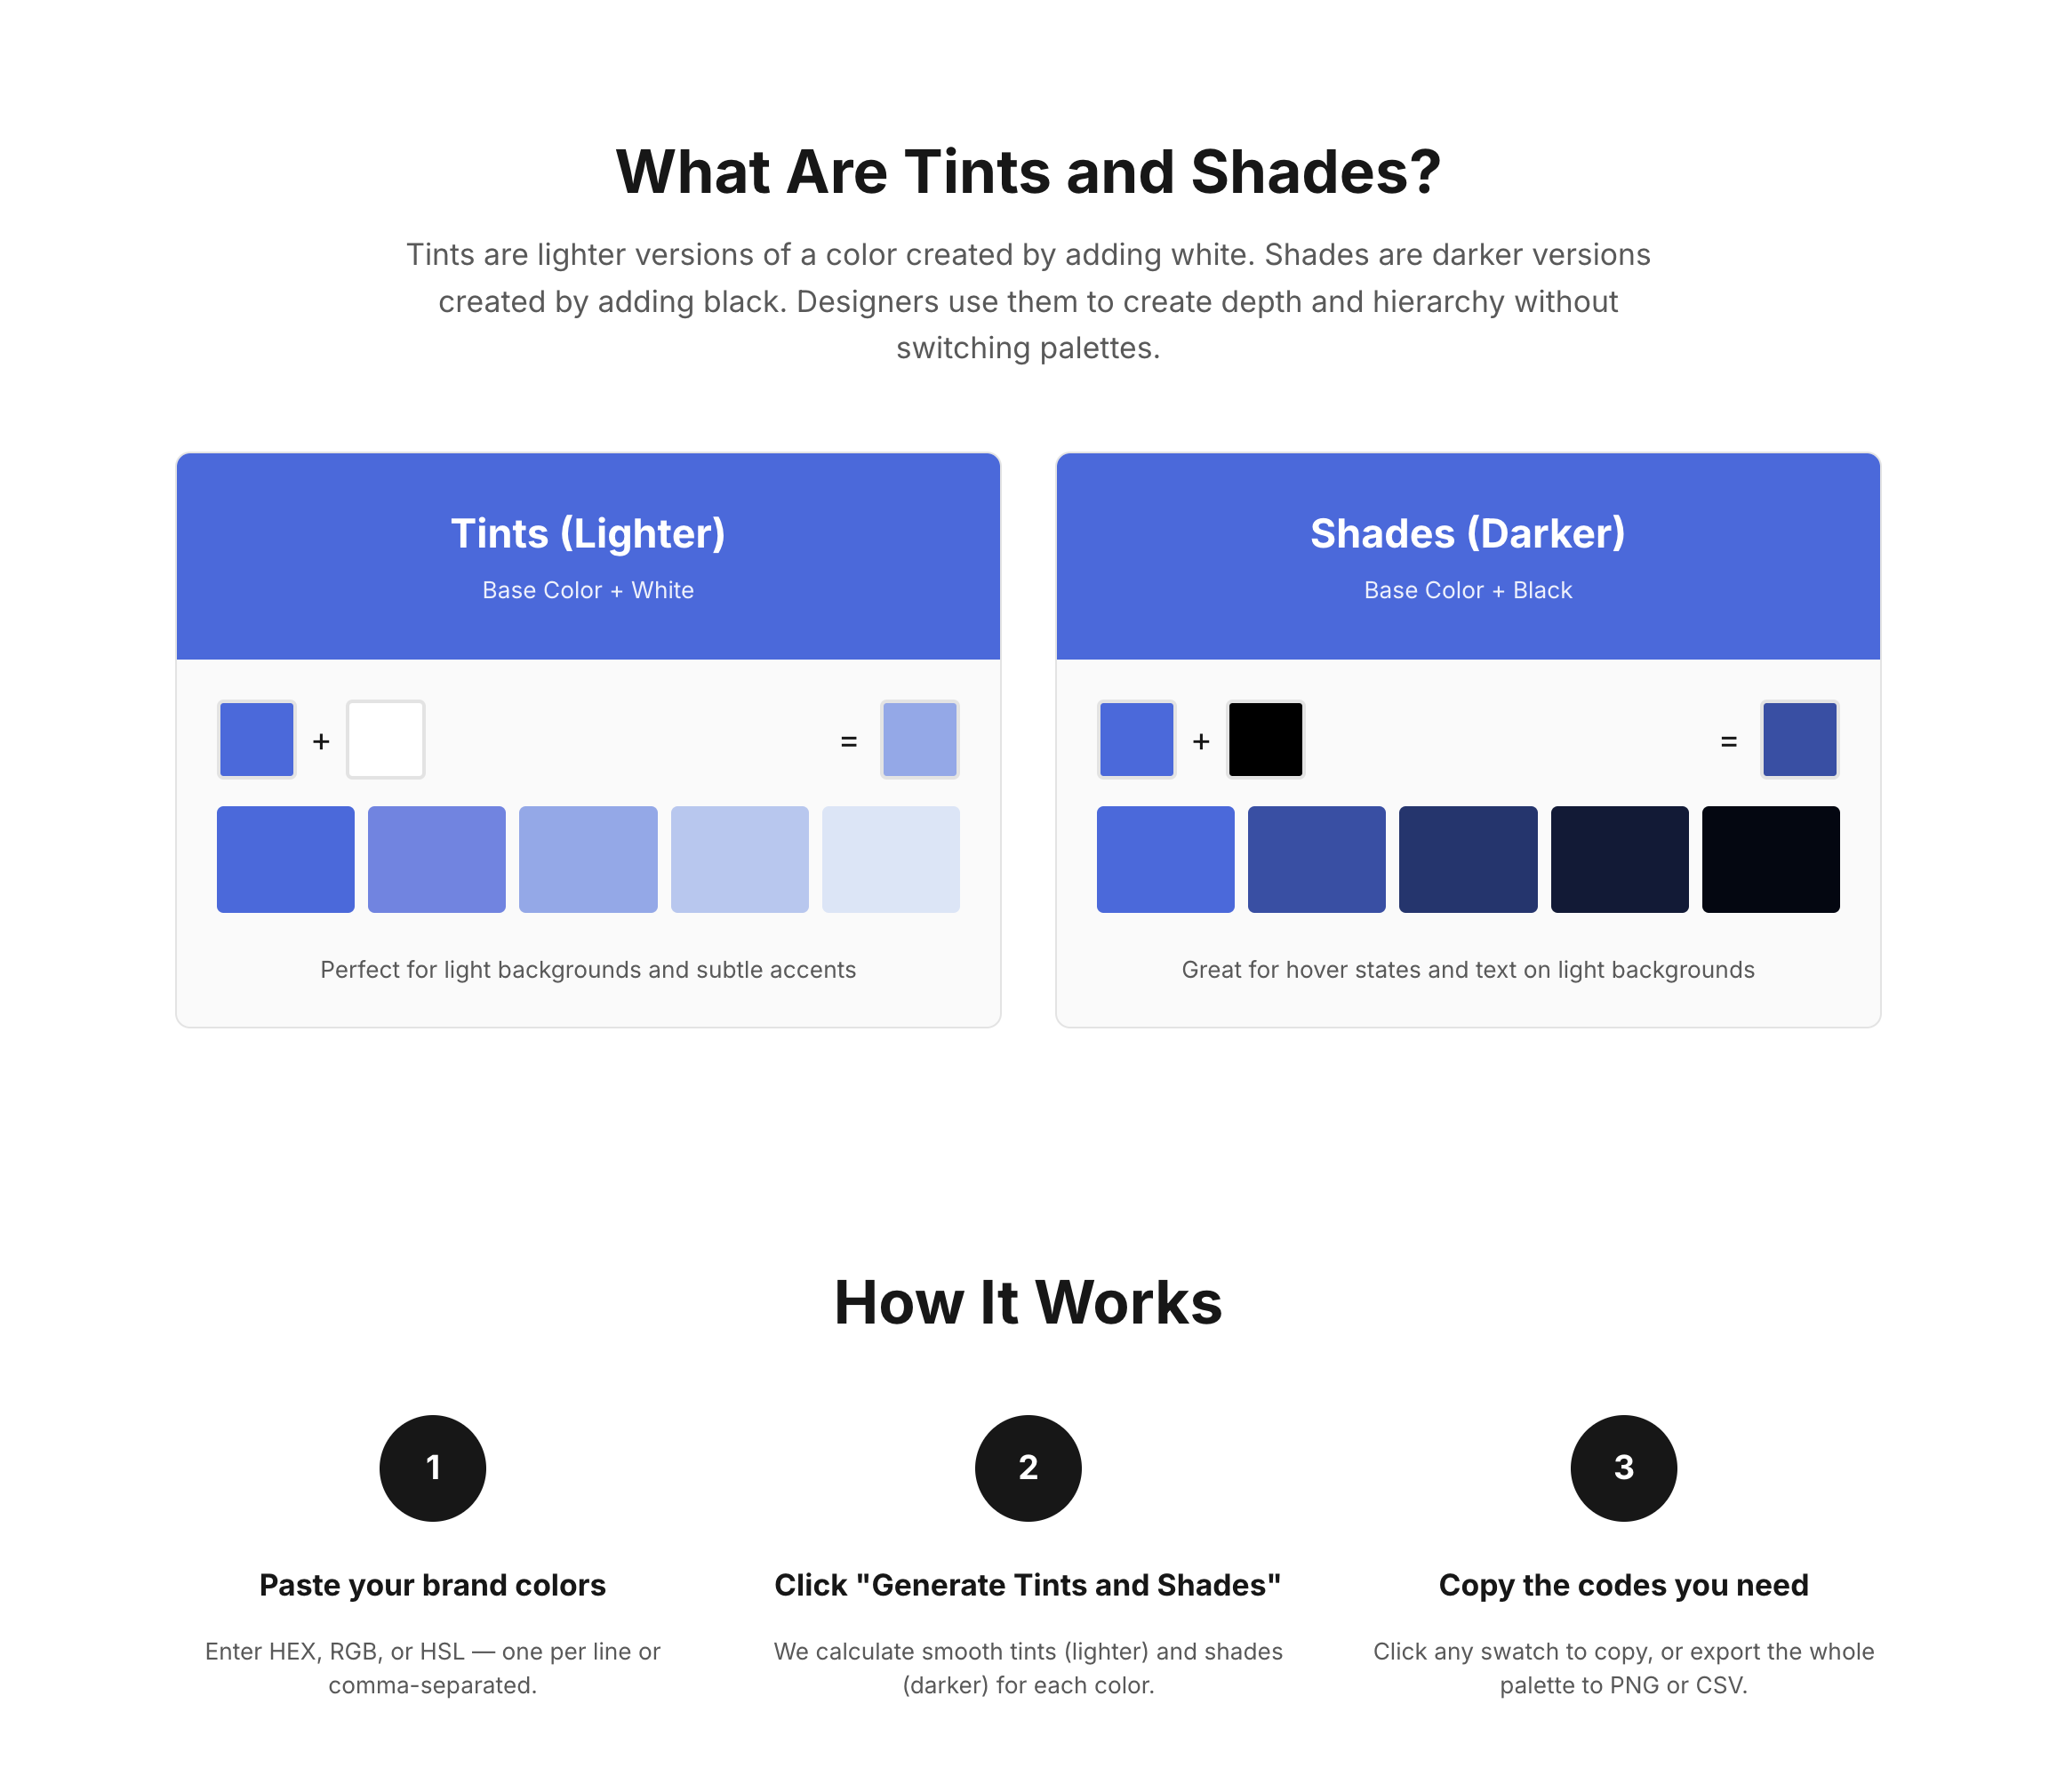 What Are Tints and Shades?
Tints are lighter versions of a color created by adding white. Shades are darker versions
created by adding black. Designers use them to create depth and hierarchy without
switching palettes.
Tints (Lighter)
Base Color + White
+
=
Perfect for light backgrounds and subtle accents
Shades (Darker)
Base Color + Black
+
=
Great for hover states and text on light backgrounds
How It Works
1
Paste your brand colors
Enter HEX, RGB, or HSL — one per line or
comma-separated.
2
Click "Generate Tints and Shades"
We calculate smooth tints (lighter) and shades
(darker) for each color.
3
Copy the codes you need
Click any swatch to copy, or export the whole
palette to PNG or CSV.